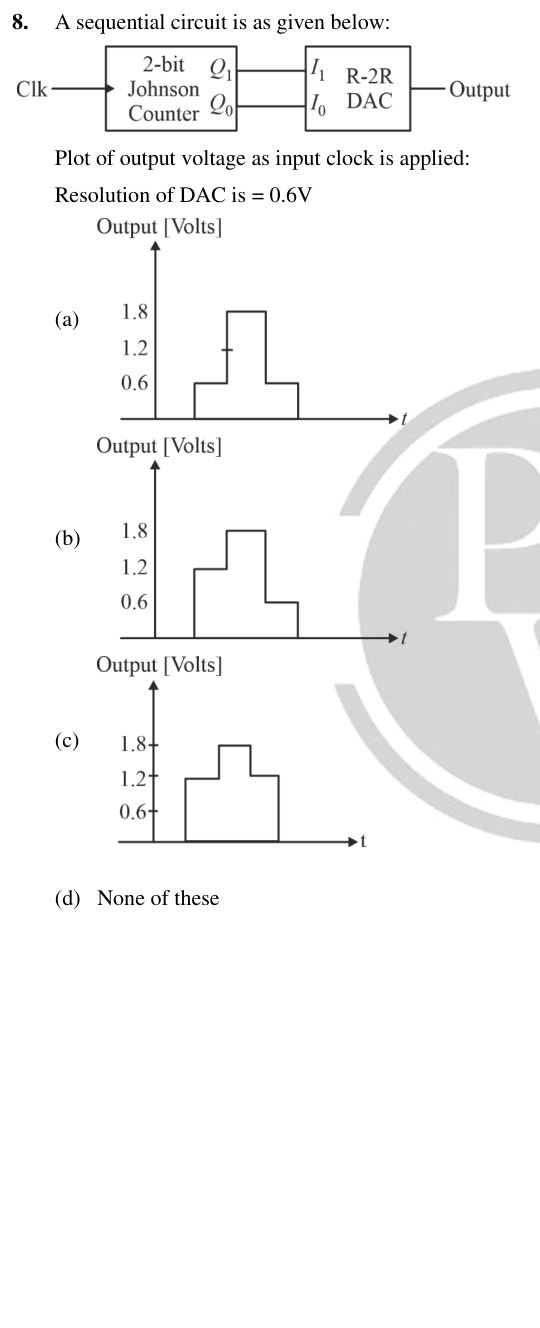 8. A sequential circuit is as given below:
Clk
2-bit Johnson Counter
Q₁
Q₀
I₁
I₀
R-2R DAC
Output
Plot of output voltage as input clock is applied:
Resolution of DAC is = 0.6V
Output [Volts]
(a)
1.8
1.2
0.6
t
Output [Volts]
(b)
1.8
1.2
0.6
t
Output [Volts]
(c)
1.8
1.2
0.6
t
(d) None of these